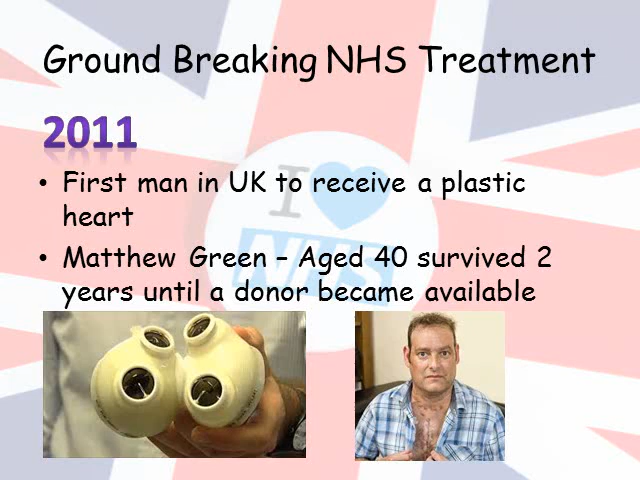 Ground Breaking NHS Treatment
2011
• First man in UK to receive a plastic
heart
• Matthew Green – Aged 40 survived 2
years until a donor became available
I
NHS